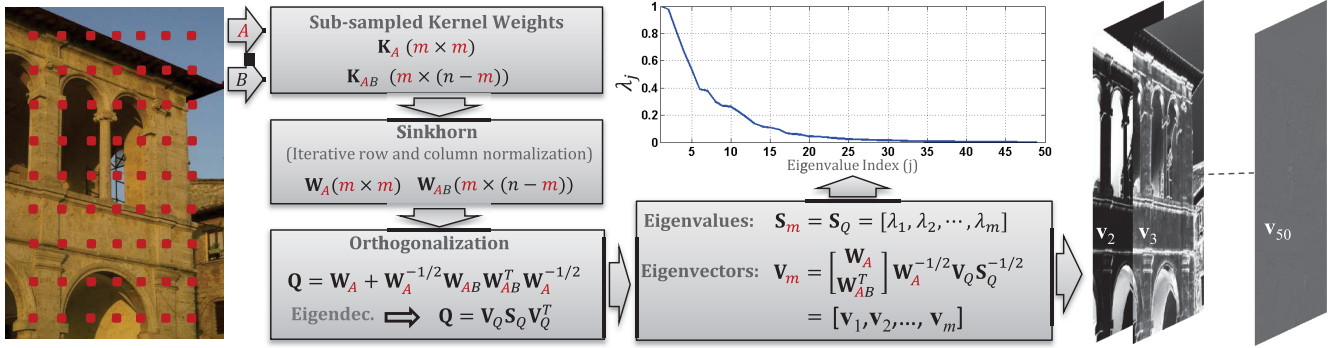 A
B
Sub-sampled Kernel Weights
K_A (m × m)
K_AB (m × (n − m))
Sinkhorn
(Iterative row and column normalization)
W_A(m × m) W_AB(m × (n − m))
Orthogonalization
Q = W_A + W_A^{-1/2} W_AB W_AB^T W_A^{-1/2}
Eigendec. ⇒ Q = V_Q S_Q V_Q^T
λ_j
1
0.8
0.6
0.4
0.2
0
5 10 15 20 25 30 35 40 45 50
Eigenvalue Index (j)
Eigenvalues: S_m = S_Q = [λ_1, λ_2, ⋯, λ_m]
Eigenvectors: V_m = [W_A W_AB^T] W_A^{-1/2} V_Q S_Q^{-1/2}
= [v_1, v_2, ..., v_m]
v_2
v_3
v_50